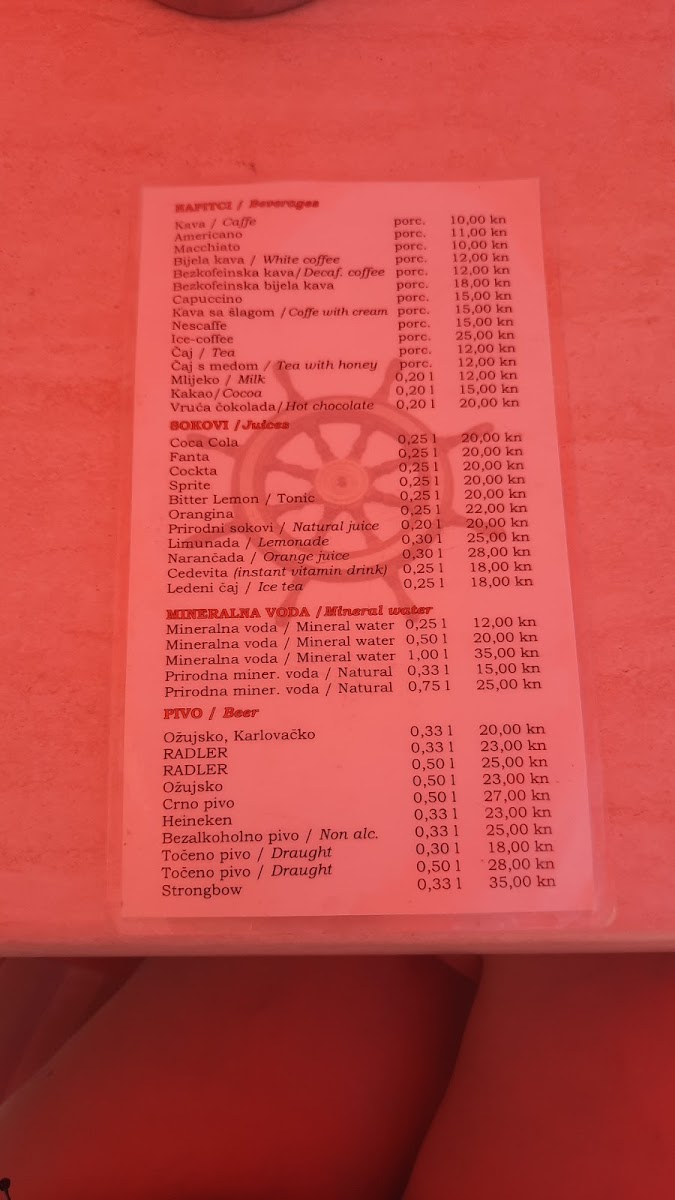 NAPITCI / Beverages
Kava / Caffe porc. 10,00 kn
Americano porc. 11,00 kn
Macchiato porc. 10,00 kn
Bijela kava / White coffee porc. 12,00 kn
Bezkofeinska kava/Decaf. coffee porc. 12,00 kn
Bezkofeinska bijela kava porc. 18,00 kn
Capuccino porc. 15,00 kn
Kava sa šlagom /Coffe with cream porc. 15,00 kn
Nescaffe porc. 15,00 kn
Ice-coffee porc. 25,00 kn
Čaj / Tea porc. 12,00 kn
Čaj s medom / Tea with honey porc. 12,00 kn
Mlijeko / Milk 0,20 l 12,00 kn
Kakao/Cocoa 0,20 l 15,00 kn
Vruća čokolada/Hot chocolate 0,20 l 20,00 kn
SOKOVI /Juices
Coca Cola 0,25 l 20,00 kn
Fanta 0,25 l 20,00 kn
Cockta 0,25 l 20,00 kn
Sprite 0,25 l 20,00 kn
Bitter Lemon / Tonic 0,25 l 20,00 kn
Orangina 0,25 l 22,00 kn
Prirodni sokovi / Natural juice 0,20 l 20,00 kn
Limunada / Lemonade 0,30 l 25,00 kn
Narančada / Orange juice 0,30 l 28,00 kn
Cedevita (instant vitamin drink) 0,25 l 18,00 kn
Ledeni čaj / Ice tea 0,25 l 18,00 kn
MINERALNA VODA /Mineral water
Mineralna voda / Mineral water 0,25 l 12,00 kn
Mineralna voda / Mineral water 0,50 l 20,00 kn
Mineralna voda / Mineral water 1,00 l 35,00 kn
Prirodna miner. voda / Natural 0,33 l 15,00 kn
Prirodna miner. voda / Natural 0,75 l 25,00 kn
PIVO / Beer
Ožujsko, Karlovačko 0,33 l 20,00 kn
RADLER 0,33 l 23,00 kn
RADLER 0,50 l 25,00 kn
Ožujsko 0,50 l 23,00 kn
Crno pivo 0,50 l 27,00 kn
Heineken 0,33 l 23,00 kn
Bezalkoholno pivo / Non alc. 0,33 l 25,00 kn
Točeno pivo / Draught 0,30 l 18,00 kn
Točeno pivo / Draught 0,50 l 28,00 kn
Strongbow 0,33 l 35,00 kn